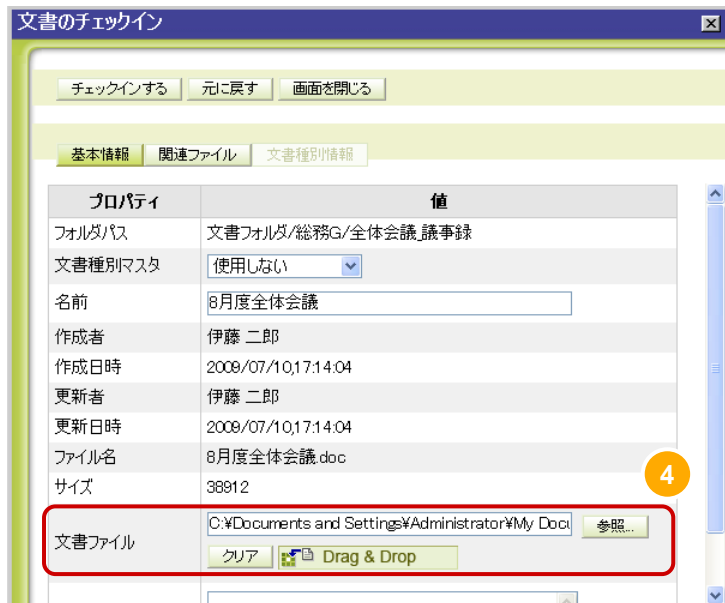 文書のチェックイン
チェックインする 元に戻す 画面を閉じる
基本情報 関連ファイル 文書種別情報
プロパティ 値
フォルダパス 文書フォルダ/総務G/全体会議_議事録
文書種別マスタ 使用しない
名前 8月度全体会議
作成者 伊藤 二郎
作成日時 2009/07/10,17:14:04
更新者 伊藤 二郎
更新日時 2009/07/10,17:14:04
ファイル名 8月度全体会議.doc
サイズ 38912
4
文書ファイル C:¥Documents and Settings¥Administrator¥My Docu 参照...
クリア Drag & Drop